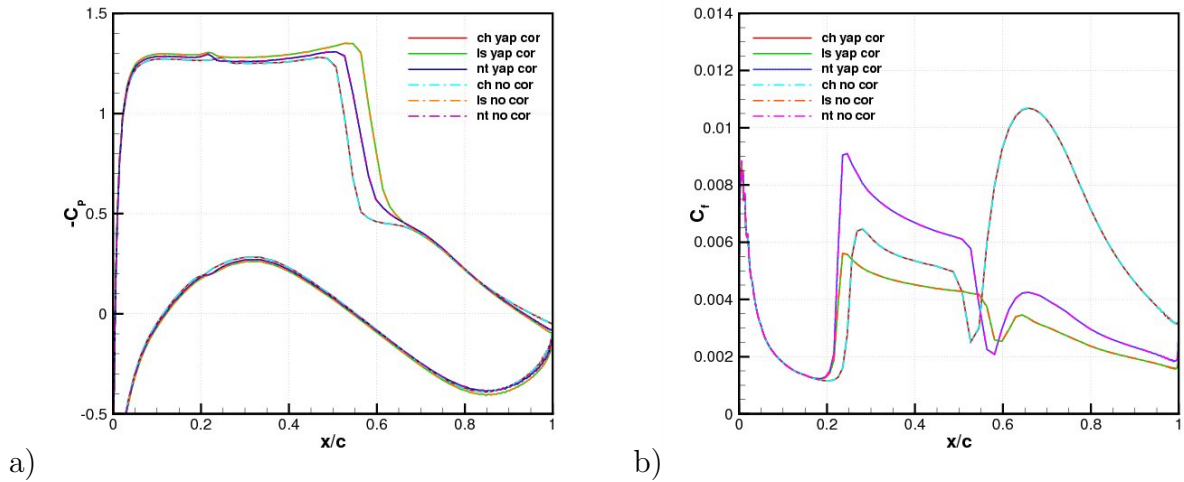 1.5
1
0.5
0
-0.5
-Cp
0 0.2 0.4 0.6 0.8 1
x/c
ch yap cor
ls yap cor
nt yap cor
ch no cor
ls no cor
nt no cor
a)
0.014
0.012
0.01
0.008
0.006
0.004
0.002
0
Cf
0 0.2 0.4 0.6 0.8 1
x/c
ch yap cor
ls yap cor
nt yap cor
ch no cor
ls no cor
nt no cor
b)